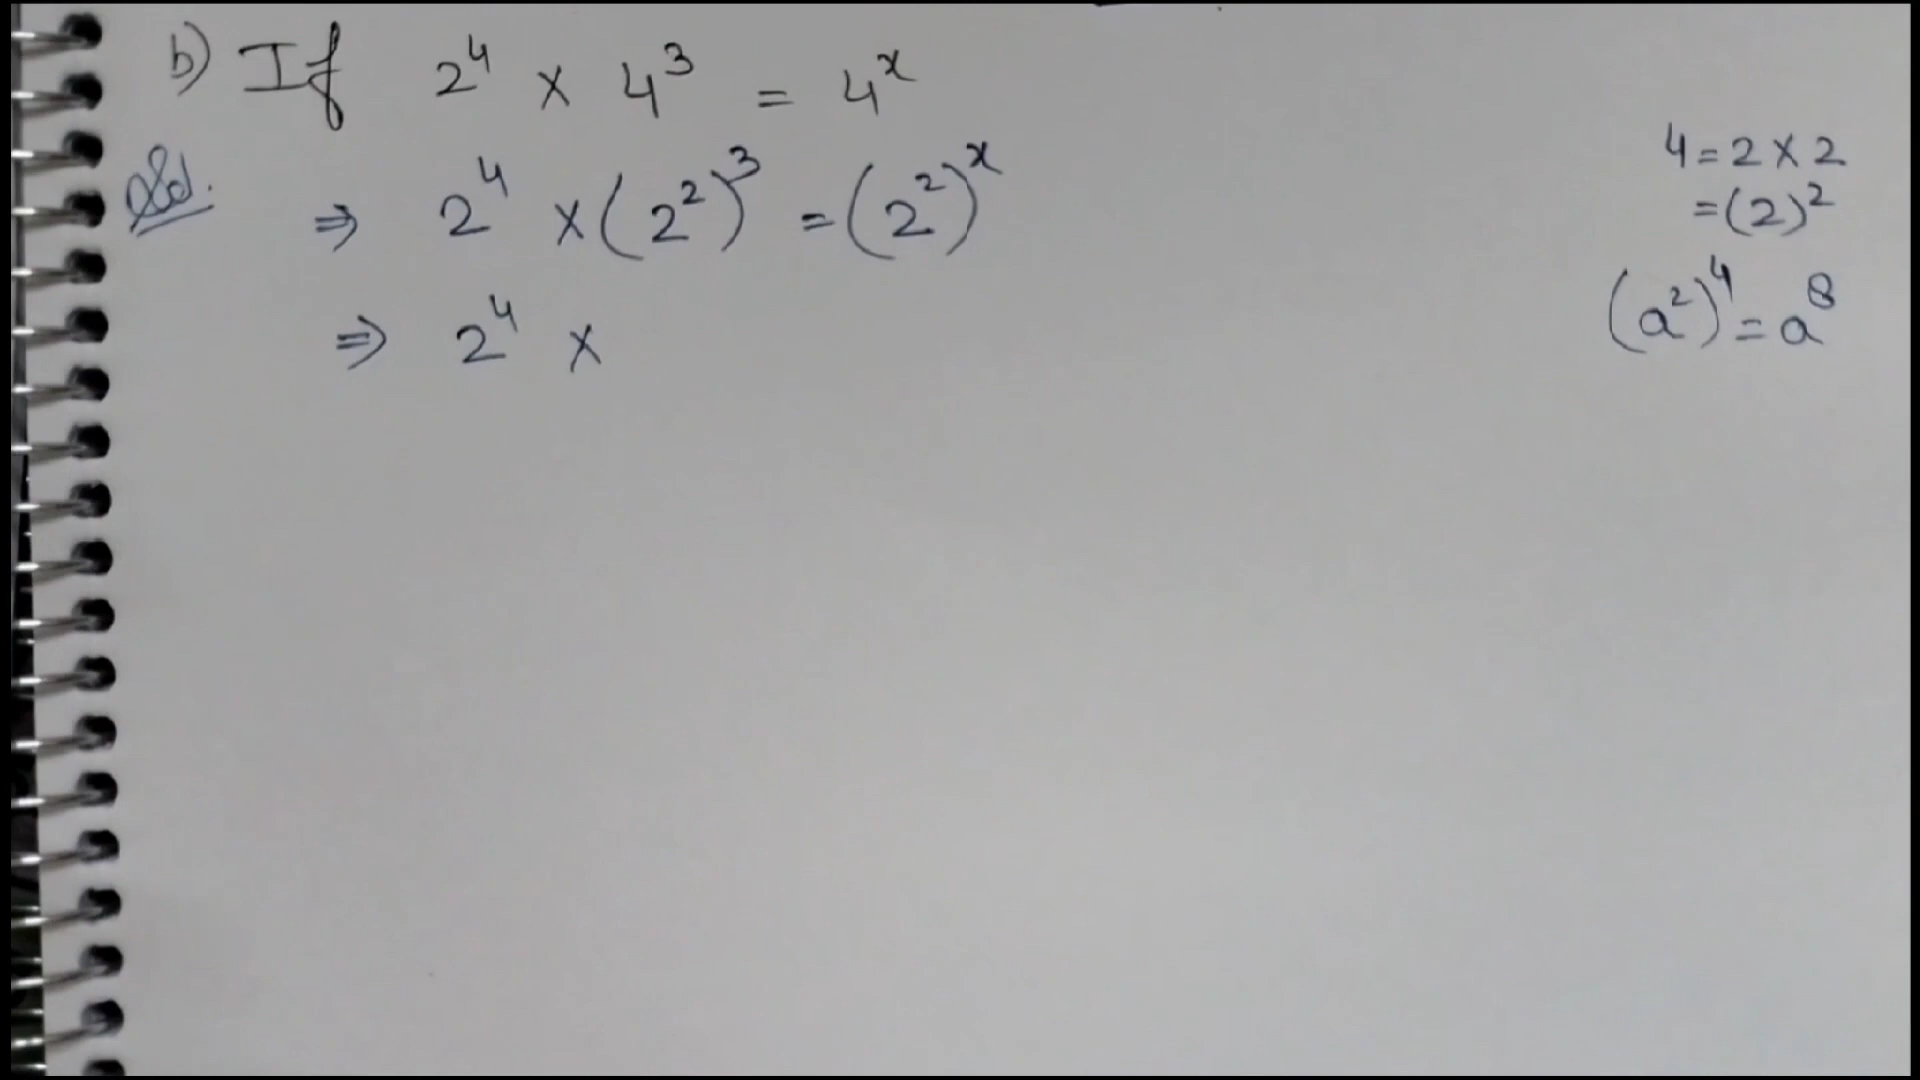 b) If 2⁴ × 4³ = 4ˣ
Sol. ⇒ 2⁴ × (2²)³ = (2²)ˣ
⇒ 2⁴ ×
4 = 2 × 2
= (2)²
(a²)⁴ = a⁸